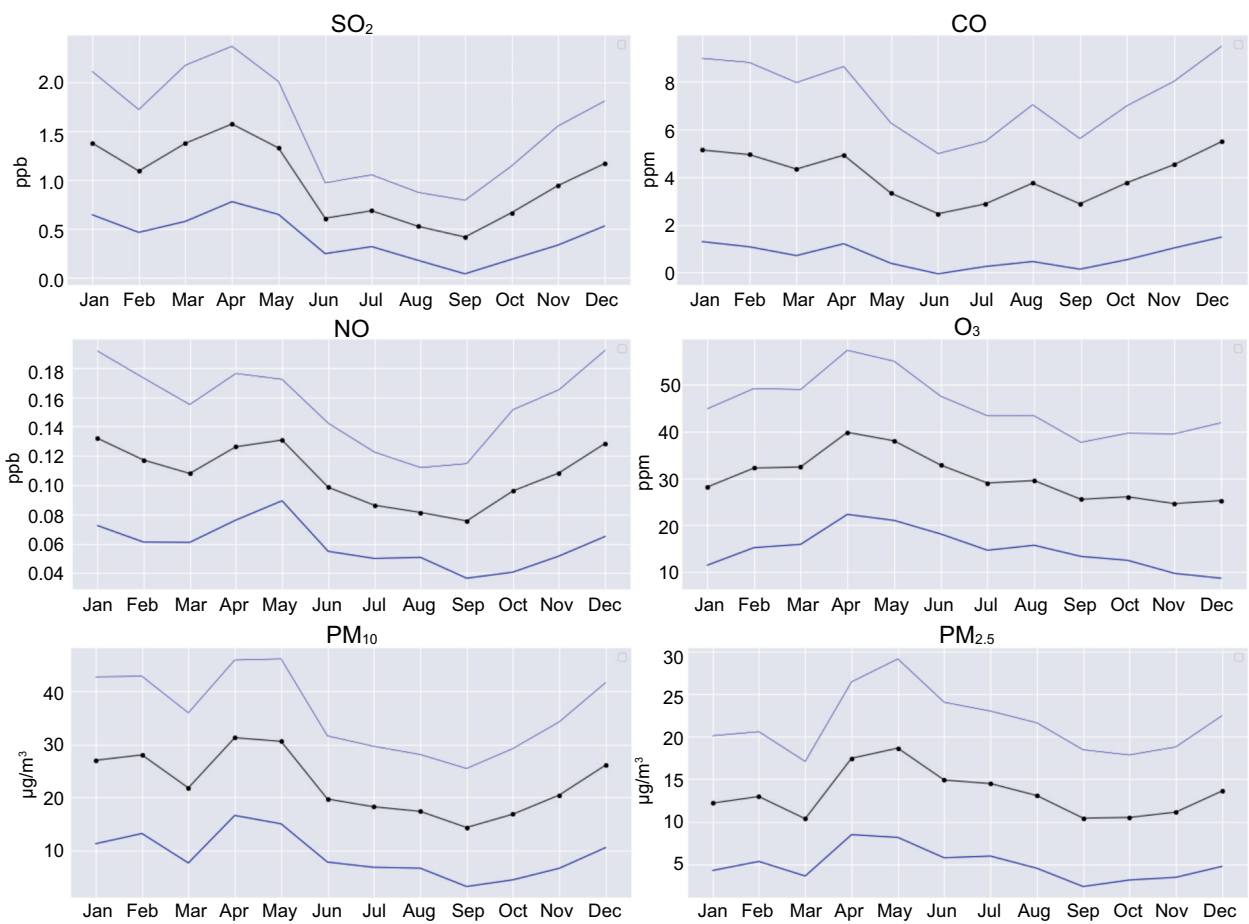 SO₂
CO
2.0
1.5
1.0
0.5
0.0
ppb
8
6
4
2
0
ppm
Jan Feb Mar Apr May Jun Jul Aug Sep Oct Nov Dec
Jan Feb Mar Apr May Jun Jul Aug Sep Oct Nov Dec
NO
O₃
0.18
0.16
0.14
0.12
0.10
0.08
0.06
0.04
ppb
50
40
30
20
10
ppm
Jan Feb Mar Apr May Jun Jul Aug Sep Oct Nov Dec
Jan Feb Mar Apr May Jun Jul Aug Sep Oct Nov Dec
PM₁₀
PM₂.₅
40
30
20
10
µg/m³
30
25
20
15
10
5
µg/m³
Jan Feb Mar Apr May Jun Jul Aug Sep Oct Nov Dec
Jan Feb Mar Apr May Jun Jul Aug Sep Oct Nov Dec